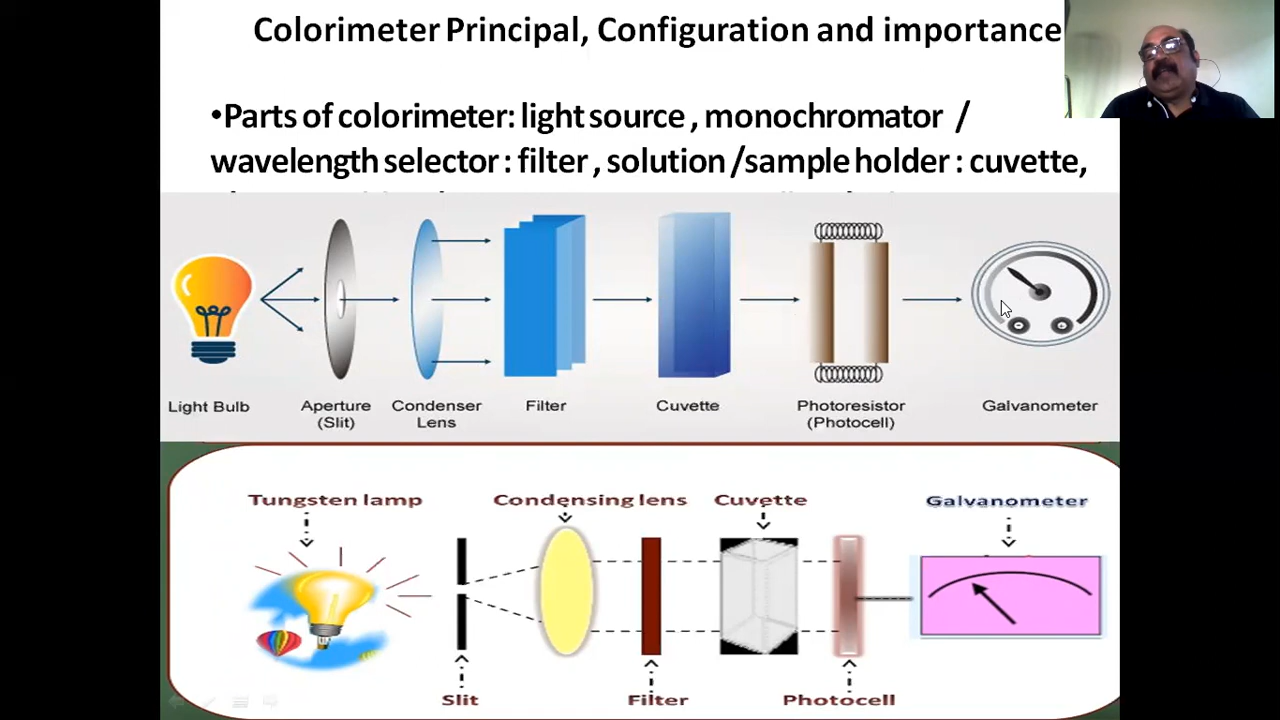 Colorimeter Principal, Configuration and importance
•Parts of colorimeter: light source , monochromator /
wavelength selector : filter , solution /sample holder : cuvette,
Light Bulb
Aperture
(Slit)
Condenser
Lens
Filter
Cuvette
Photoresistor
(Photocell)
Galvanometer
Tungsten lamp
Condensing lens
Cuvette
Galvanometer
Slit
Filter
Photocell